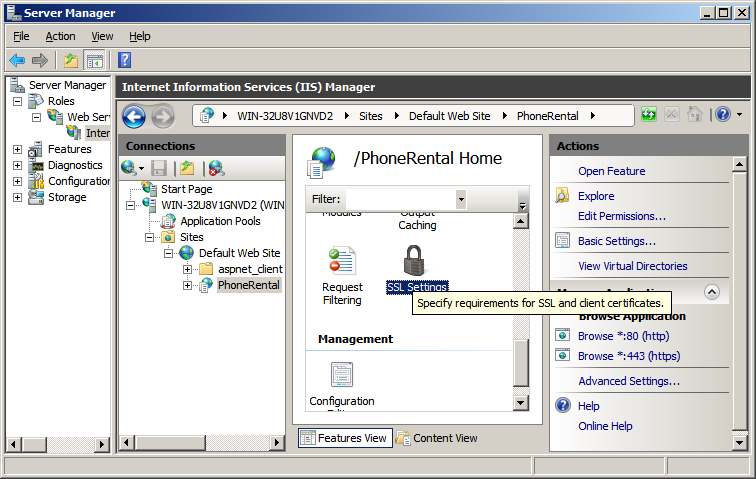 Server Manager
File Action View Help
Server Manager
Roles
Web Serv
Inter
Features
Diagnostics
Configuration
Storage
Internet Information Services (IIS) Manager
WIN-32U8V1GNVD2 Sites Default Web Site PhoneRental
Connections
Start Page
WIN-32U8V1GNVD2 (WIN
Application Pools
Sites
Default Web Site
aspnet_client
PhoneRental
/PhoneRental Home
Filter:
Modules
Output
Caching
Request
Filtering
SSL Settings
Specify requirements for SSL and client certificates.
Management
Configuration
Features View
Content View
Actions
Open Feature
Explore
Edit Permissions...
Basic Settings...
View Virtual Directories
Browse Application
Browse *:80 (http)
Browse *:443 (https)
Advanced Settings...
Help
Online Help